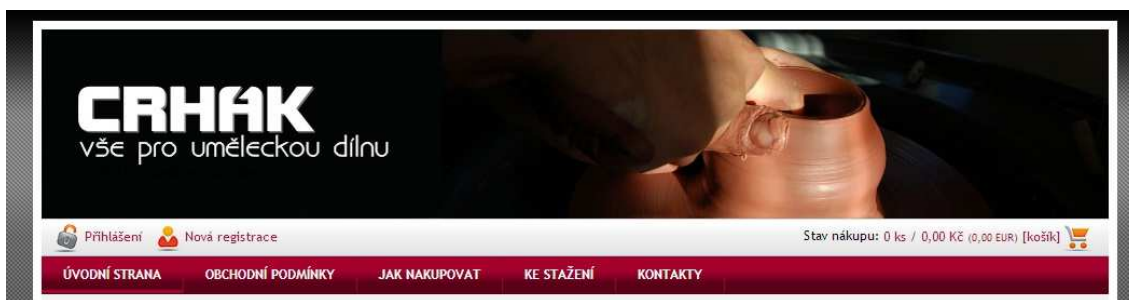 CRHAK
vše pro uměleckou dílnu
Přihlášení Nová registrace Stav nákupu: 0 ks / 0,00 Kč (0,00 EUR) [košík]
ÚVODNÍ STRANA OBCHODNÍ PODMÍNKY JAK NAKUPOVAT KE STAŽENÍ KONTAKTY